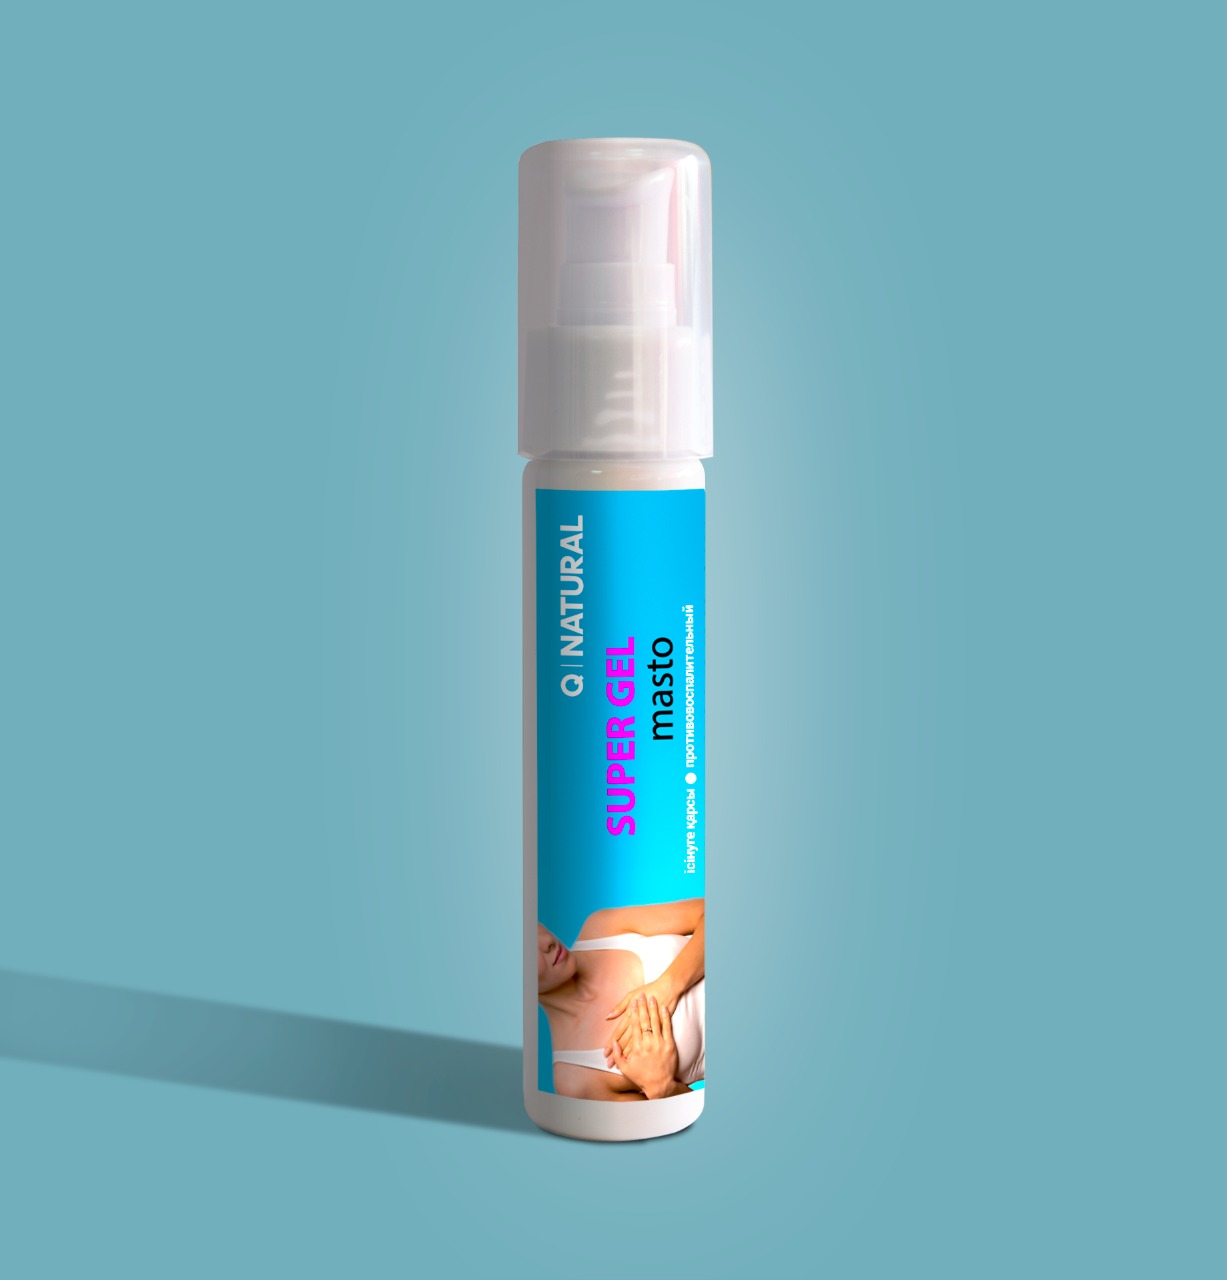 Q | NATURAL
SUPER GEL
masto
ісінуге қарсы ● противовоспалительный